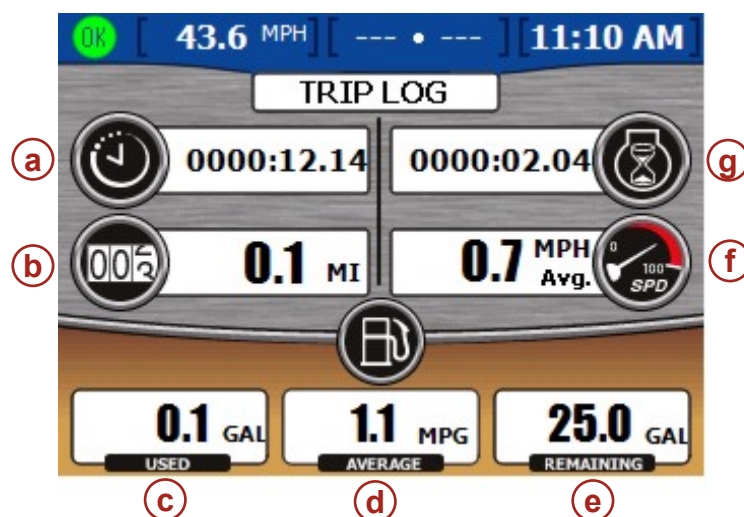 OK [ 43.6 MPH ] [ --- • --- ] [ 11:10 AM ]
TRIP LOG
a 0000:12.14 0000:02.04 g
b 003 0.1 MI 0.7 MPH Avg. 0 100 SPD f
0.1 GAL 1.1 MPG 25.0 GAL
USED AVERAGE REMAINING
c d e